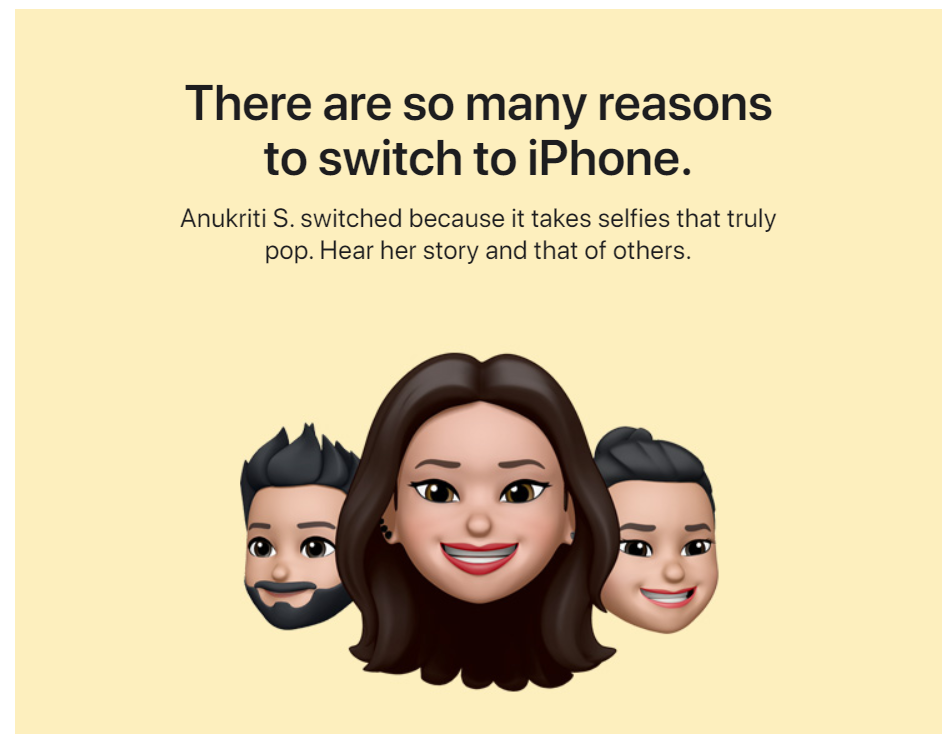 There are so many reasons
to switch to iPhone.
Anukriti S. switched because it takes selfies that truly
pop. Hear her story and that of others.